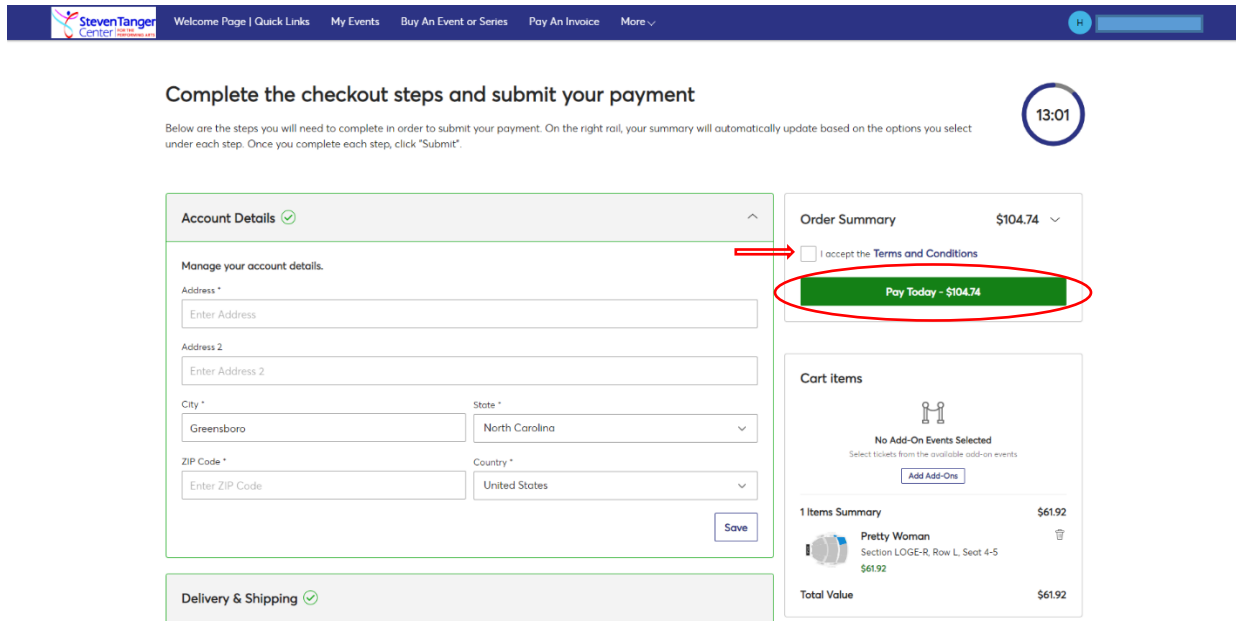 StevenTanger
Center FOR THE PERFORMING ARTS
Welcome Page | Quick Links My Events Buy An Event or Series Pay An Invoice More
H
Complete the checkout steps and submit your payment
13:01
Below are the steps you will need to complete in order to submit your payment. On the right rail, your summary will automatically update based on the options you select
under each step. Once you complete each step, click "Submit".
Account Details
Manage your account details.
Address *
Enter Address
Address 2
Enter Address 2
City * State *
Greensboro North Carolina
ZIP Code * Country *
Enter ZIP Code United States
Save
Delivery & Shipping
Order Summary $104.74
I accept the Terms and Conditions
Pay Today - $104.74
Cart items
No Add-On Events Selected
Select tickets from the available add-on events
Add Add-Ons
1 Items Summary $61.92
Pretty Woman
Section LOGE-R, Row L, Seat 4-5
$61.92
Total Value $61.92